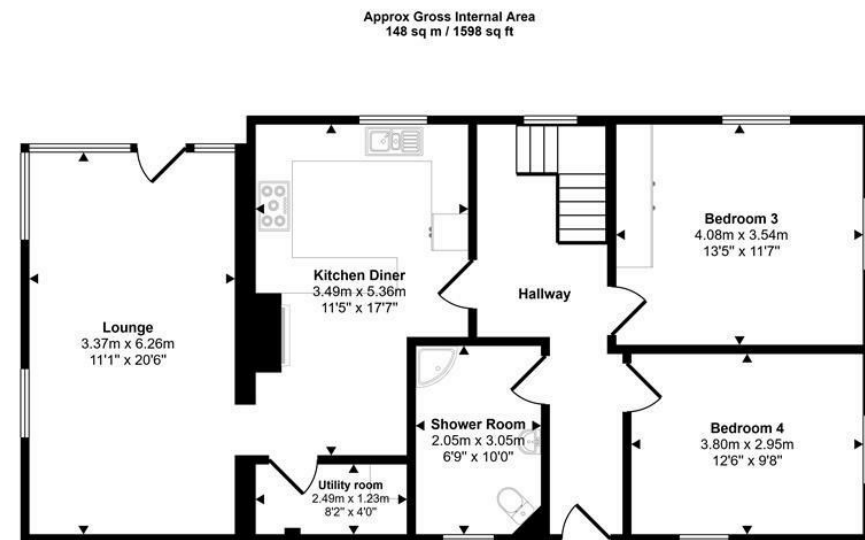 Approx Gross Internal Area
148 sq m / 1598 sq ft
Lounge
3.37m x 6.26m
11'1" x 20'6"
Kitchen Diner
3.49m x 5.36m
11'5" x 17'7"
Hallway
Bedroom 3
4.08m x 3.54m
13'5" x 11'7"
Shower Room
2.05m x 3.05m
6'9" x 10'0"
Bedroom 4
3.80m x 2.95m
12'6" x 9'8"
Utility room
2.49m x 1.23m
8'2" x 4'0"